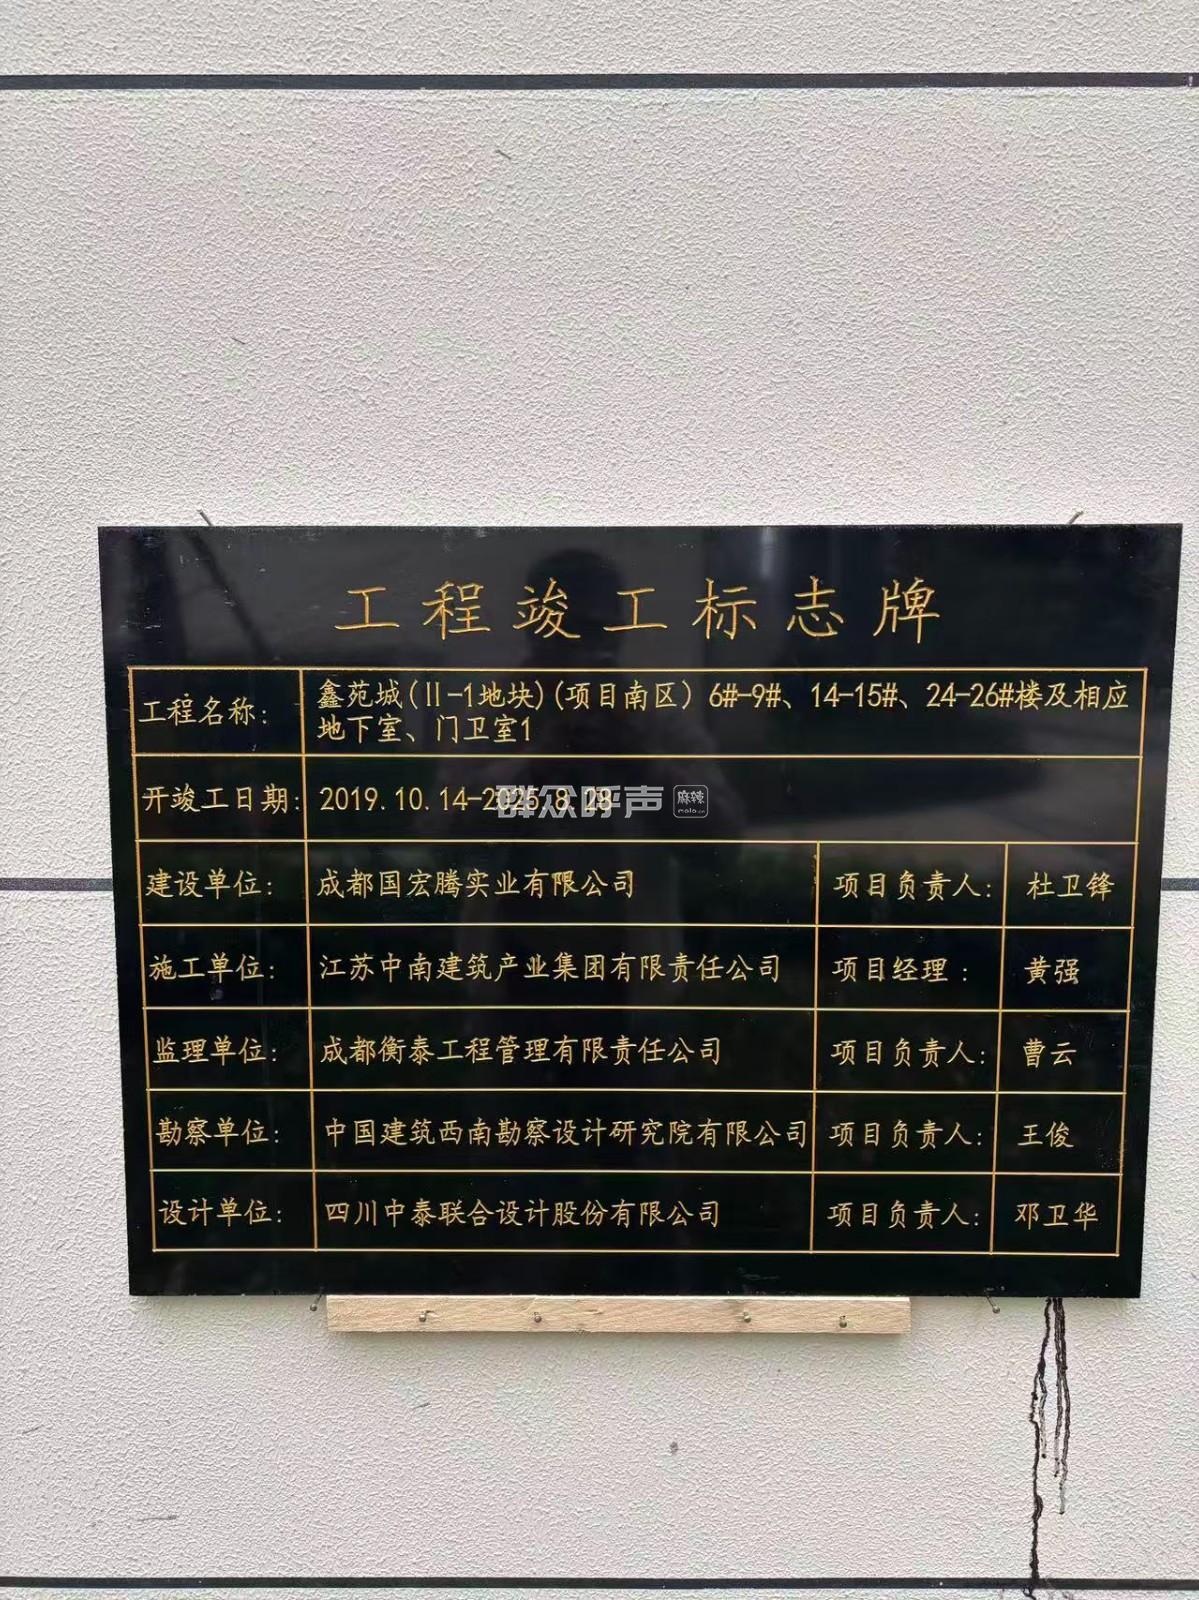 工程竣工标志牌
工程名称: 鑫苑城(Ⅱ-1地块)(项目南区) 6#-9#、14-15#、24-26#楼及相应
地下室、门卫室1
开竣工日期: 2019.10.14-2025.8.28
群众呼声 麻辣 mala.cn
建设单位: 成都国宏腾实业有限公司 项目负责人: 杜卫锋
施工单位: 江苏中南建筑产业集团有限责任公司 项目经理: 黄强
监理单位: 成都衡泰工程管理有限责任公司 项目负责人: 曹云
勘察单位: 中国建筑西南勘察设计研究院有限公司 项目负责人: 王俊
设计单位: 四川中泰联合设计股份有限公司 项目负责人: 邓卫华